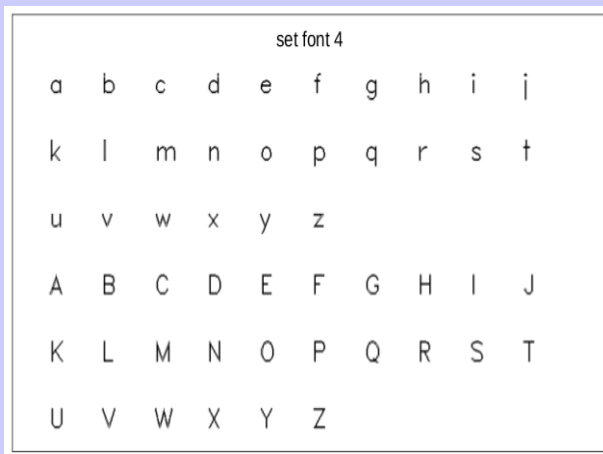 set font 4
a b c d e f g h i j
k l m n o p q r s t
u v w x y z
A B C D E F G H I J
K L M N O P Q R S T
U V W X Y Z